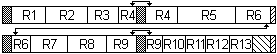 R1 R2 R3 R4 R4 R5 R6
R6 R7 R8 R9 R9 R10 R11 R12 R13